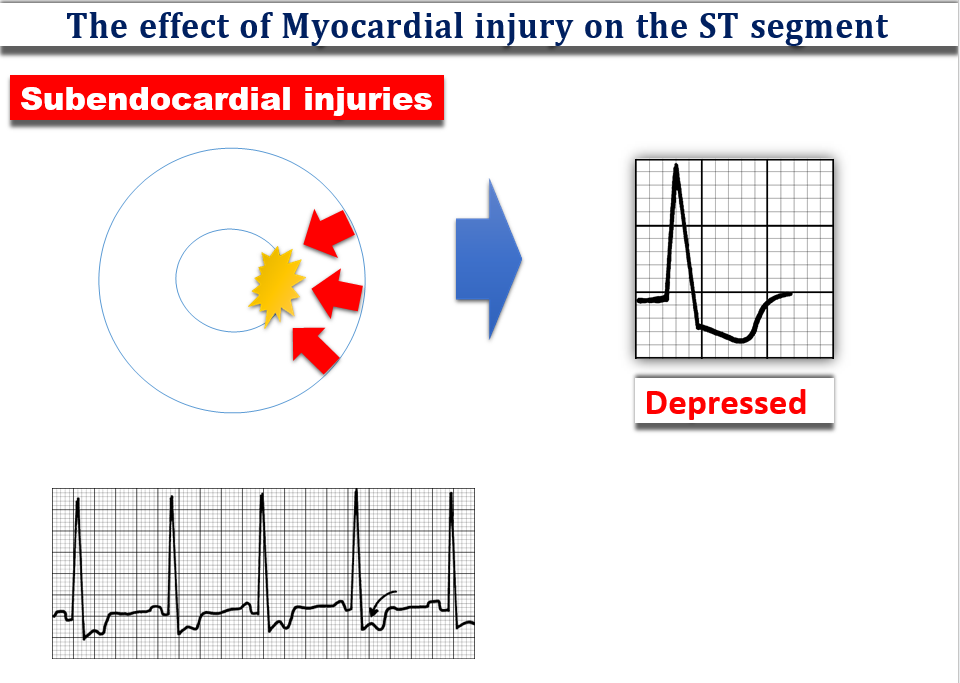 The effect of Myocardial injury on the ST segment
Subendocardial injuries
Depressed